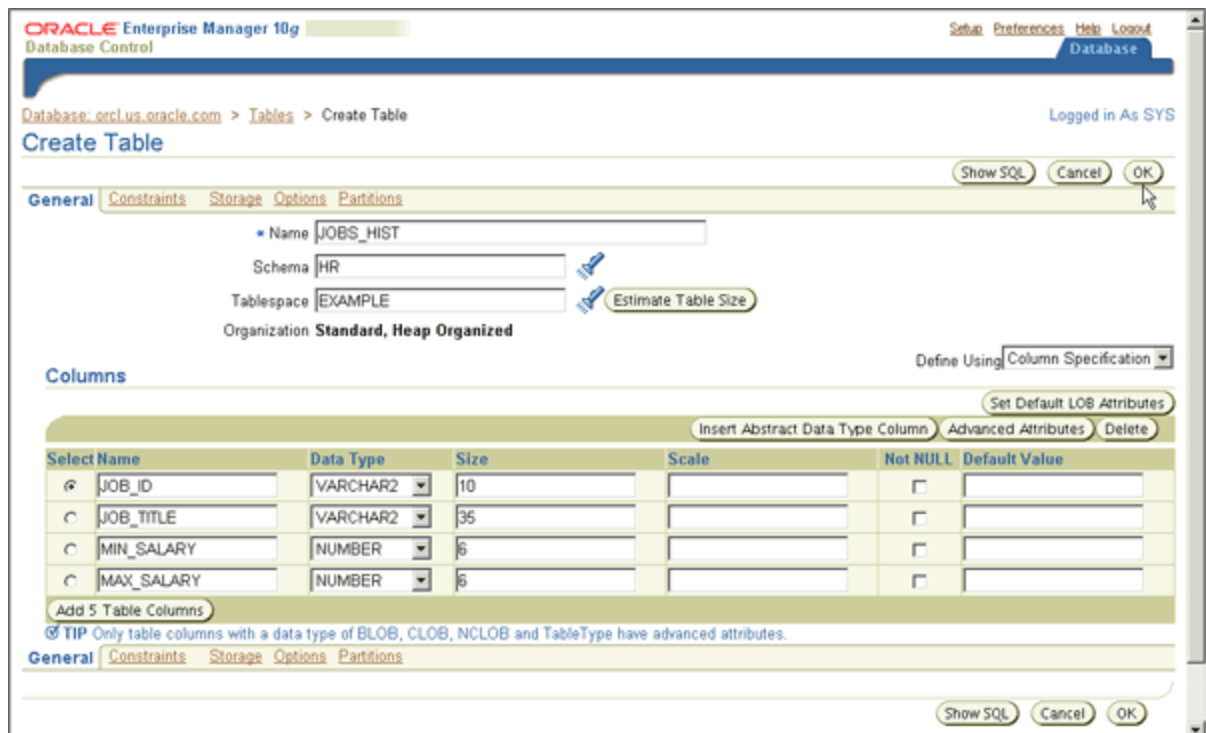 ORACLE Enterprise Manager 10g
Database Control
Setup Preferences Help Logout
Database
Database: orcl.us.oracle.com > Tables > Create Table
Logged in As SYS
Create Table
Show SQL Cancel OK
General Constraints Storage Options Partitions
* Name JOBS_HIST
Schema HR
Tablespace EXAMPLE Estimate Table Size
Organization Standard, Heap Organized
Define Using Column Specification
Columns
Set Default LOB Attributes
Insert Abstract Data Type Column Advanced Attributes Delete
Select Name Data Type Size Scale Not NULL Default Value
JOB_ID VARCHAR2 10
JOB_TITLE VARCHAR2 35
MIN_SALARY NUMBER 6
MAX_SALARY NUMBER 6
Add 5 Table Columns
TIP Only table columns with a data type of BLOB, CLOB, NCLOB and TableType have advanced attributes.
General Constraints Storage Options Partitions
Show SQL Cancel OK